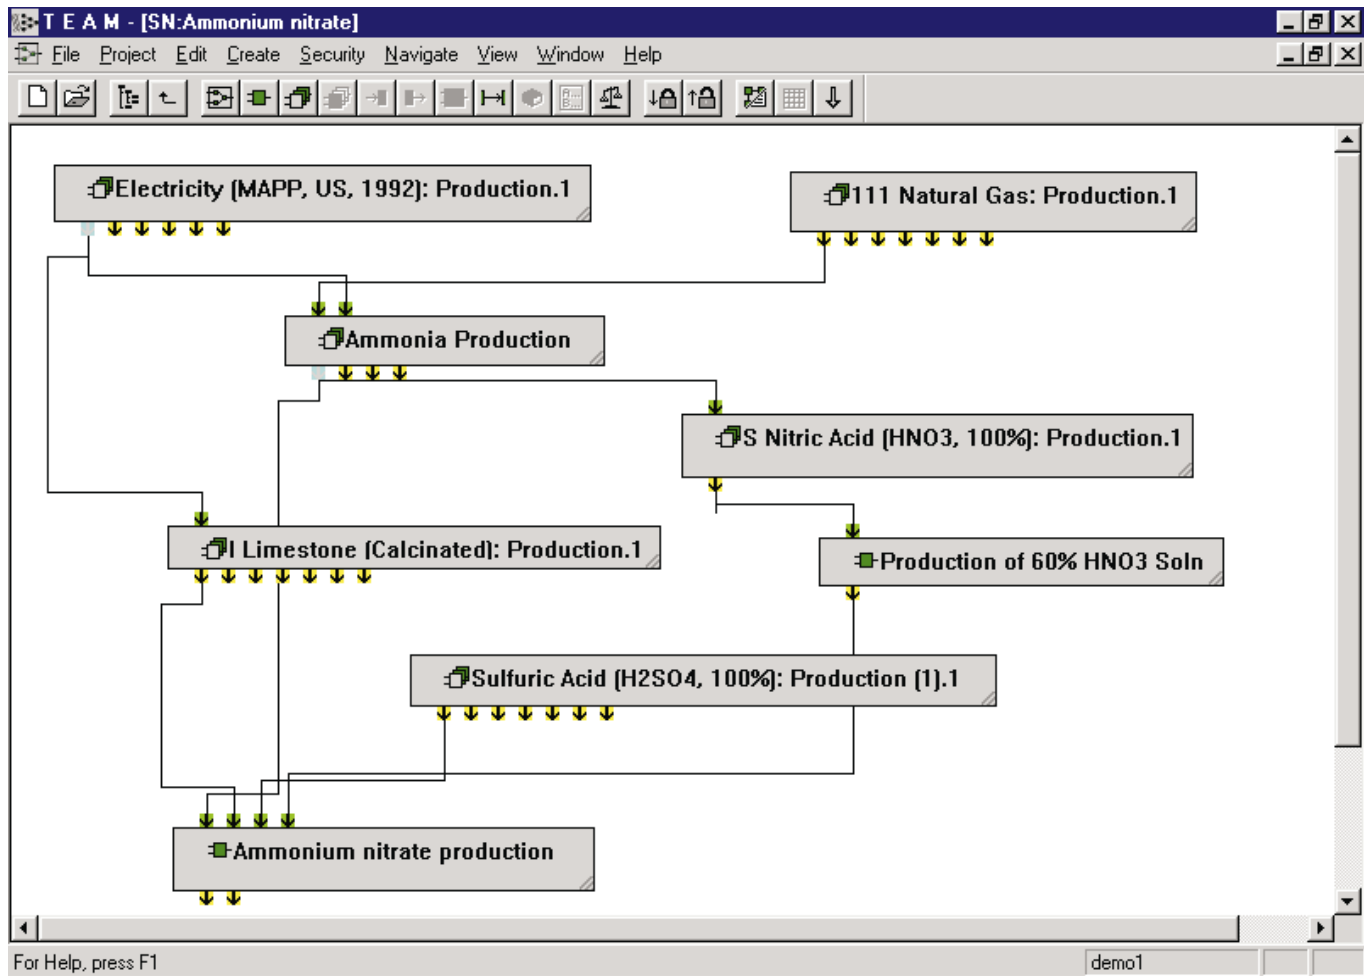 T E A M - [SN:Ammonium nitrate]
File Project Edit Create Security Navigate View Window Help
Electricity (MAPP, US, 1992): Production.1
111 Natural Gas: Production.1
Ammonia Production
S Nitric Acid (HNO3, 100%): Production.1
I Limestone (Calcinated): Production.1
Production of 60% HNO3 Soln
Sulfuric Acid (H2SO4, 100%): Production (1).1
Ammonium nitrate production
For Help, press F1
demo1